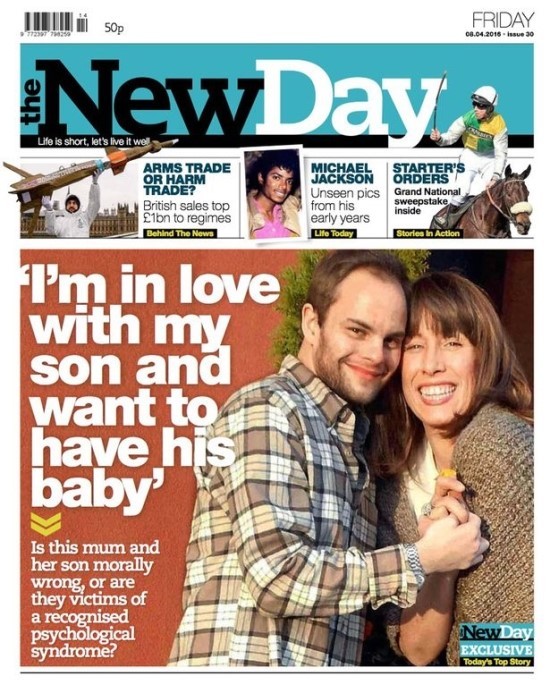 14
9 772397 798259
50p
FRIDAY
08.04.2016 - Issue 30
the NewDay
Life is short, let's live it well
ARMS TRADE
OR HARM
TRADE?
British sales top
£1bn to regimes
Behind The News
MICHAEL
JACKSON
Unseen pics
from his
early years
Life Today
STARTER'S
ORDERS
Grand National
sweepstake
inside
Stories In Action
'I'm in love
with my
son and
want to
have his
baby'
Is this mum and
her son morally
wrong, or are
they victims of
a recognised
psychological
syndrome?
NewDay
EXCLUSIVE
Today's Top Story